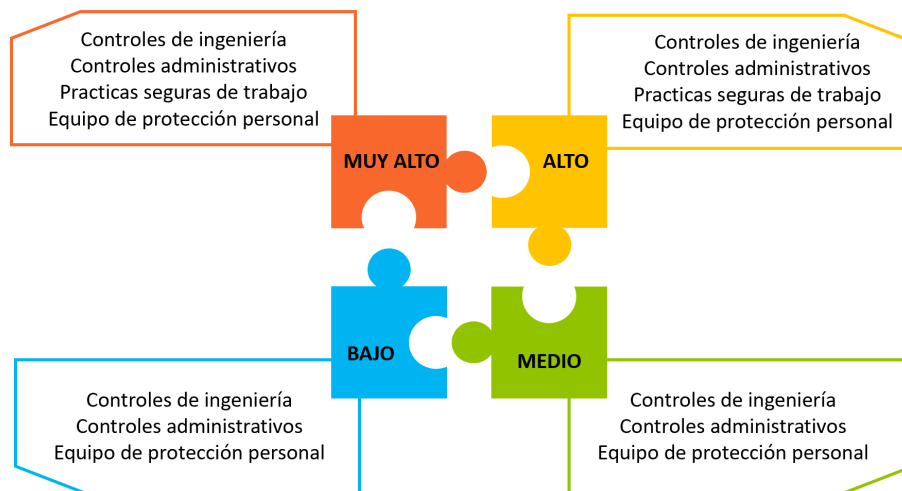 Controles de ingeniería
Controles administrativos
Practicas seguras de trabajo
Equipo de protección personal
MUY ALTO
Controles de ingeniería
Controles administrativos
Practicas seguras de trabajo
Equipo de protección personal
ALTO
BAJO
Controles de ingeniería
Controles administrativos
Equipo de protección personal
MEDIO
Controles de ingeniería
Controles administrativos
Equipo de protección personal